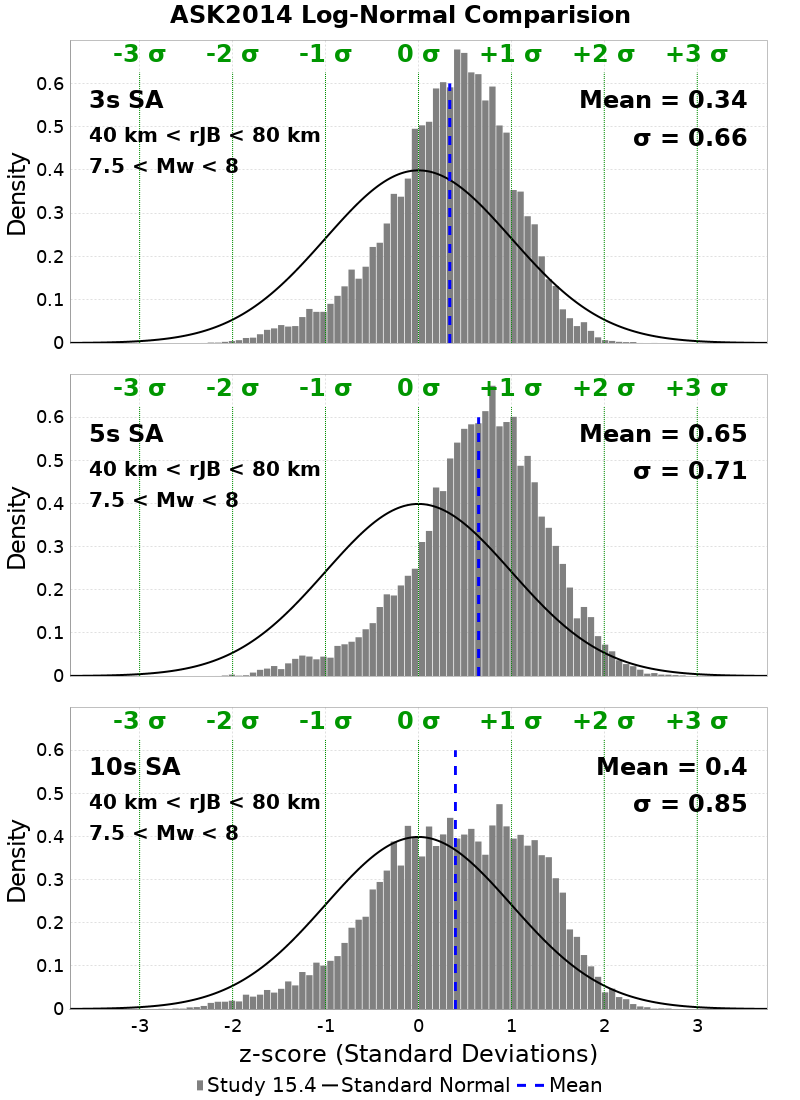 ASK2014 Log-Normal Comparision
-3 σ -2 σ -1 σ 0 σ +1 σ +2 σ +3 σ
3s SA
40 km < rJB < 80 km
7.5 < Mw < 8
Mean = 0.34
σ = 0.66
0.6
0.5
0.4
0.3
0.2
0.1
0
Density
-3 σ -2 σ -1 σ 0 σ +1 σ +2 σ +3 σ
5s SA
40 km < rJB < 80 km
7.5 < Mw < 8
Mean = 0.65
σ = 0.71
0.6
0.5
0.4
0.3
0.2
0.1
0
Density
-3 σ -2 σ -1 σ 0 σ +1 σ +2 σ +3 σ
10s SA
40 km < rJB < 80 km
7.5 < Mw < 8
Mean = 0.4
σ = 0.85
0.6
0.5
0.4
0.3
0.2
0.1
0
Density
-3 -2 -1 0 1 2 3
z-score (Standard Deviations)
Study 15.4 Standard Normal Mean